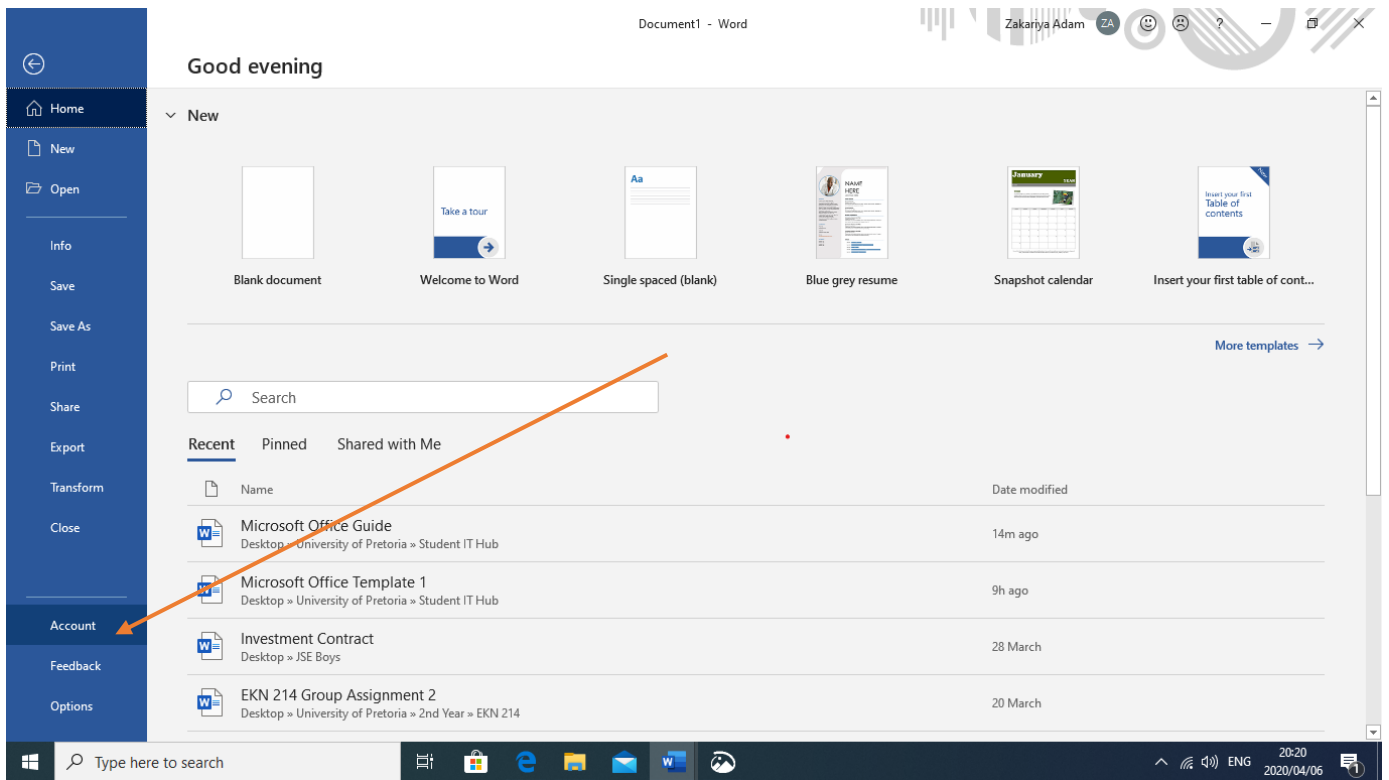 Document1 - Word
Zakariya Adam ZA ?
Good evening
Home
New
Open
Info
Save
Save As
Print
Share
Export
Transform
Close
Account
Feedback
Options
New
Take a tour
Aa
NAME
HERE
January
Insert your first
Table of
contents
Blank document
Welcome to Word
Single spaced (blank)
Blue grey resume
Snapshot calendar
Insert your first table of cont...
More templates
Search
Recent Pinned Shared with Me
Name Date modified
Microsoft Office Guide
Desktop » University of Pretoria » Student IT Hub
14m ago
Microsoft Office Template 1
Desktop » University of Pretoria » Student IT Hub
9h ago
Investment Contract
Desktop » JSE Boys
28 March
EKN 214 Group Assignment 2
Desktop » University of Pretoria » 2nd Year » EKN 214
20 March
Type here to search
ENG
20:20
2020/04/06
1